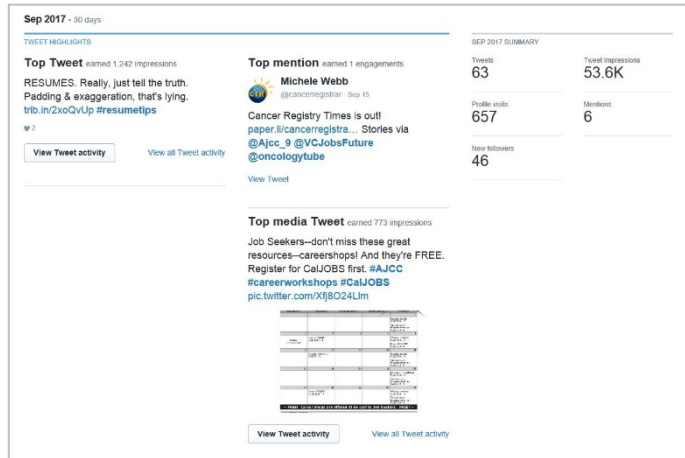 Sep 2017 - 30 days
TWEET HIGHLIGHTS
Top Tweet earned 1,242 impressions
RESUMES. Really, just tell the truth.
Padding & exaggeration, that's lying.
trib.in/2xoQvUp #resumetips
2
View Tweet activity
View all Tweet activity
Top mention earned 1 engagements
Michele Webb
@cancerregistrar · Sep 15
Cancer Registry Times is out!
paper.li/cancerregistra… Stories via
@Ajcc_9 @VCJobsFuture
@oncologytube
View Tweet
Top media Tweet earned 773 impressions
Job Seekers--don't miss these great
resources--careershops! And they're FREE.
Register for CalJOBS first. #AJCC
#careerworkshops #CalJOBS
pic.twitter.com/Xfj8O24LIm
View Tweet activity
View all Tweet activity
SEP 2017 SUMMARY
Tweets
63
Tweet impressions
53.6K
Profile visits
657
Mentions
6
New followers
46